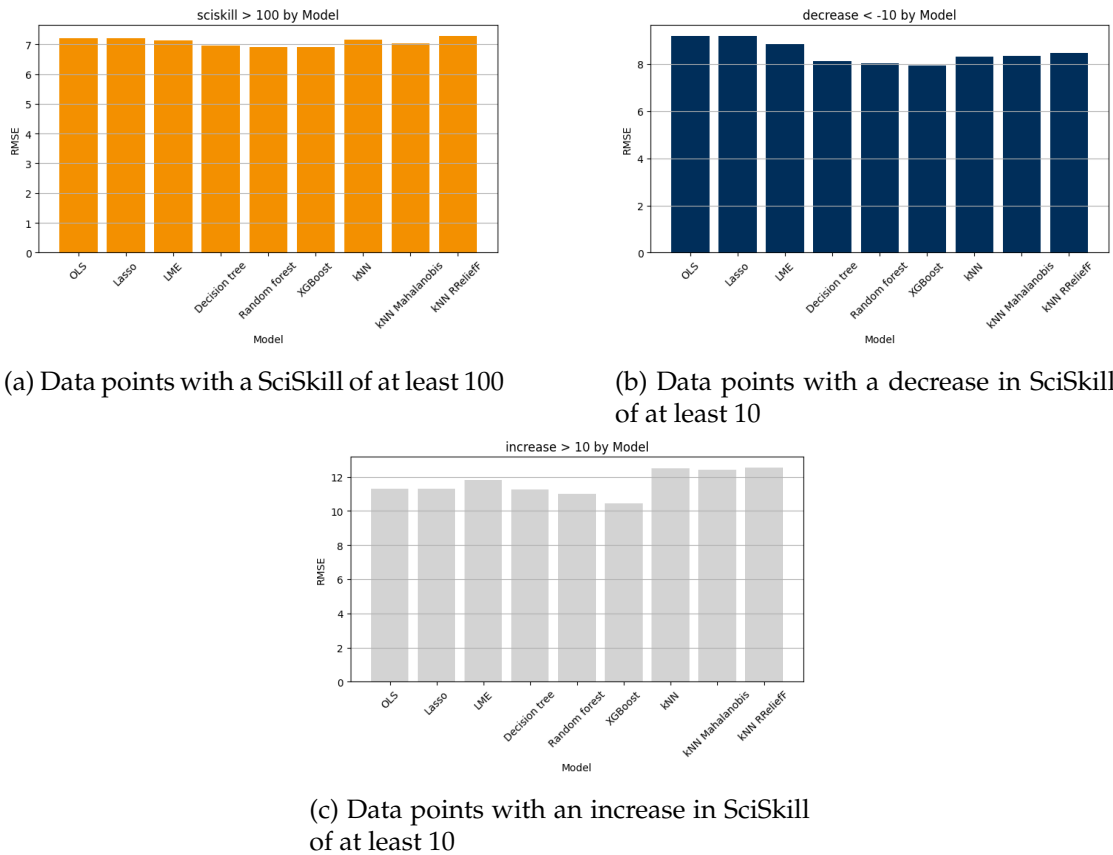 sciskill > 100 by Model
7
6
5
4
3
2
1
0
RMSE
OLS
Lasso
LME
Decision tree
Random forest
XGBoost
kNN
kNN Mahalanobis
kNN RReliefF
Model
(a) Data points with a SciSkill of at least 100
decrease < -10 by Model
8
6
4
2
0
RMSE
OLS
Lasso
LME
Decision tree
Random forest
XGBoost
kNN
kNN Mahalanobis
kNN RReliefF
Model
(b) Data points with a decrease in SciSkill
of at least 10
increase > 10 by Model
12
10
8
6
4
2
0
RMSE
OLS
Lasso
LME
Decision tree
Random forest
XGBoost
kNN
kNN Mahalanobis
kNN RReliefF
Model
(c) Data points with an increase in SciSkill
of at least 10